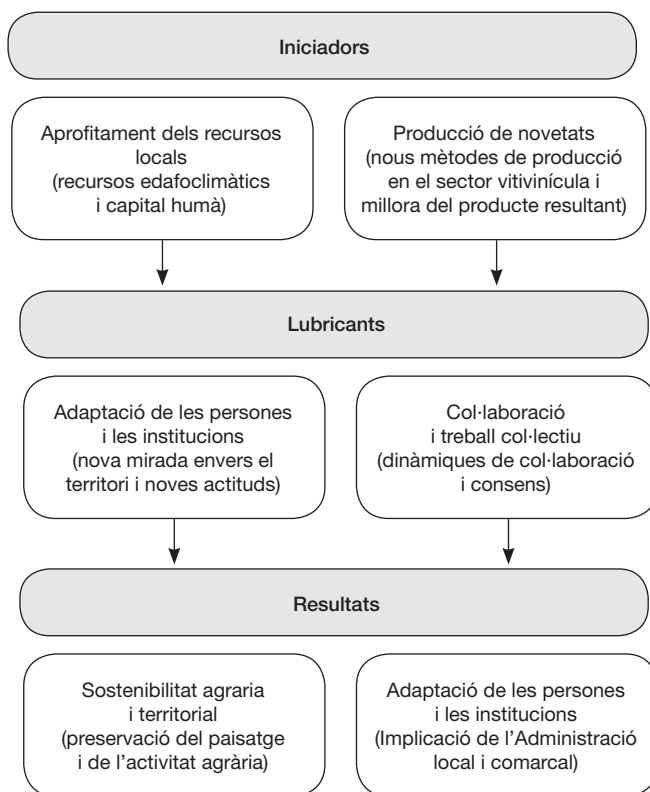 Iniciadors
Aprofitament dels recursos
locals
(recursos edafoclimàtics
i capital humà)
Producció de novetats
(nous mètodes de producció
en el sector vitivinícula i
millora del producte resultant)
Lubricants
Adaptació de les persones
i les institucions
(nova mirada envers el
territori i noves actituds)
Col·laboració
i treball col·lectiu
(dinàmiques de col·laboració
i consens)
Resultats
Sostenibilitat agraria
i territorial
(preservació del paisatge
i de l’activitat agrària)
Adaptació de les persones
i les institucions
(Implicació de l’Administració
local i comarcal)